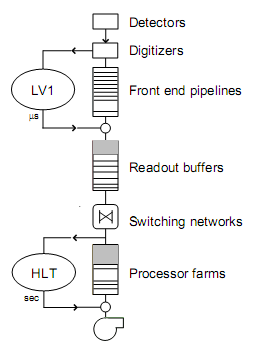 Detectors
Digitizers
LV1
Front end pipelines
μs
Readout buffers
Switching networks
HLT
Processor farms
sec